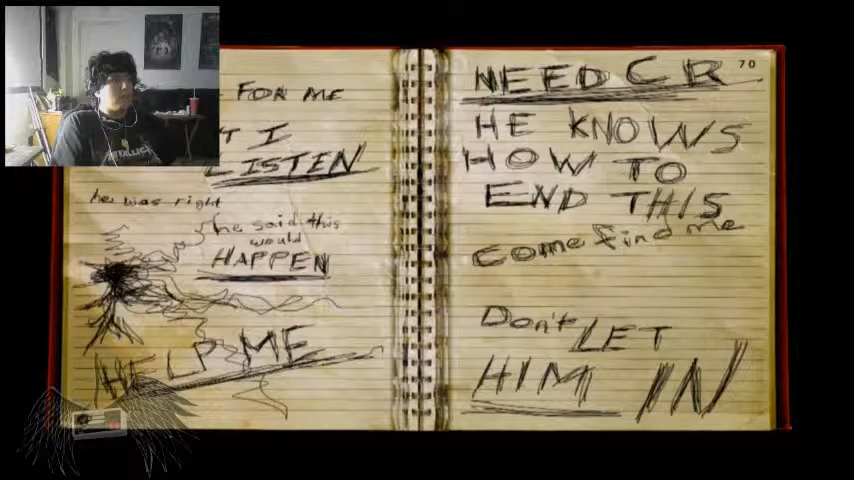 FOR ME
T I
LISTEN
he was right
he said this
would
HAPPEN
HELP ME
70
NEED CR
HE KNOWS
HOW TO
END THIS
come find me
Don't LET
HIM IN
METALLICA